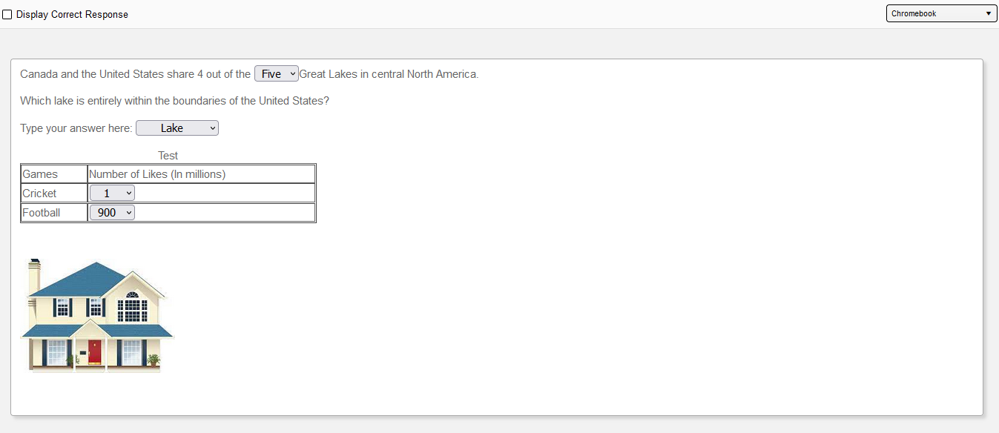 Display Correct Response
Chromebook
Canada and the United States share 4 out of the Five Great Lakes in central North America.
Which lake is entirely within the boundaries of the United States?
Type your answer here: Lake
Test
Games Number of Likes (In millions)
Cricket 1
Football 900